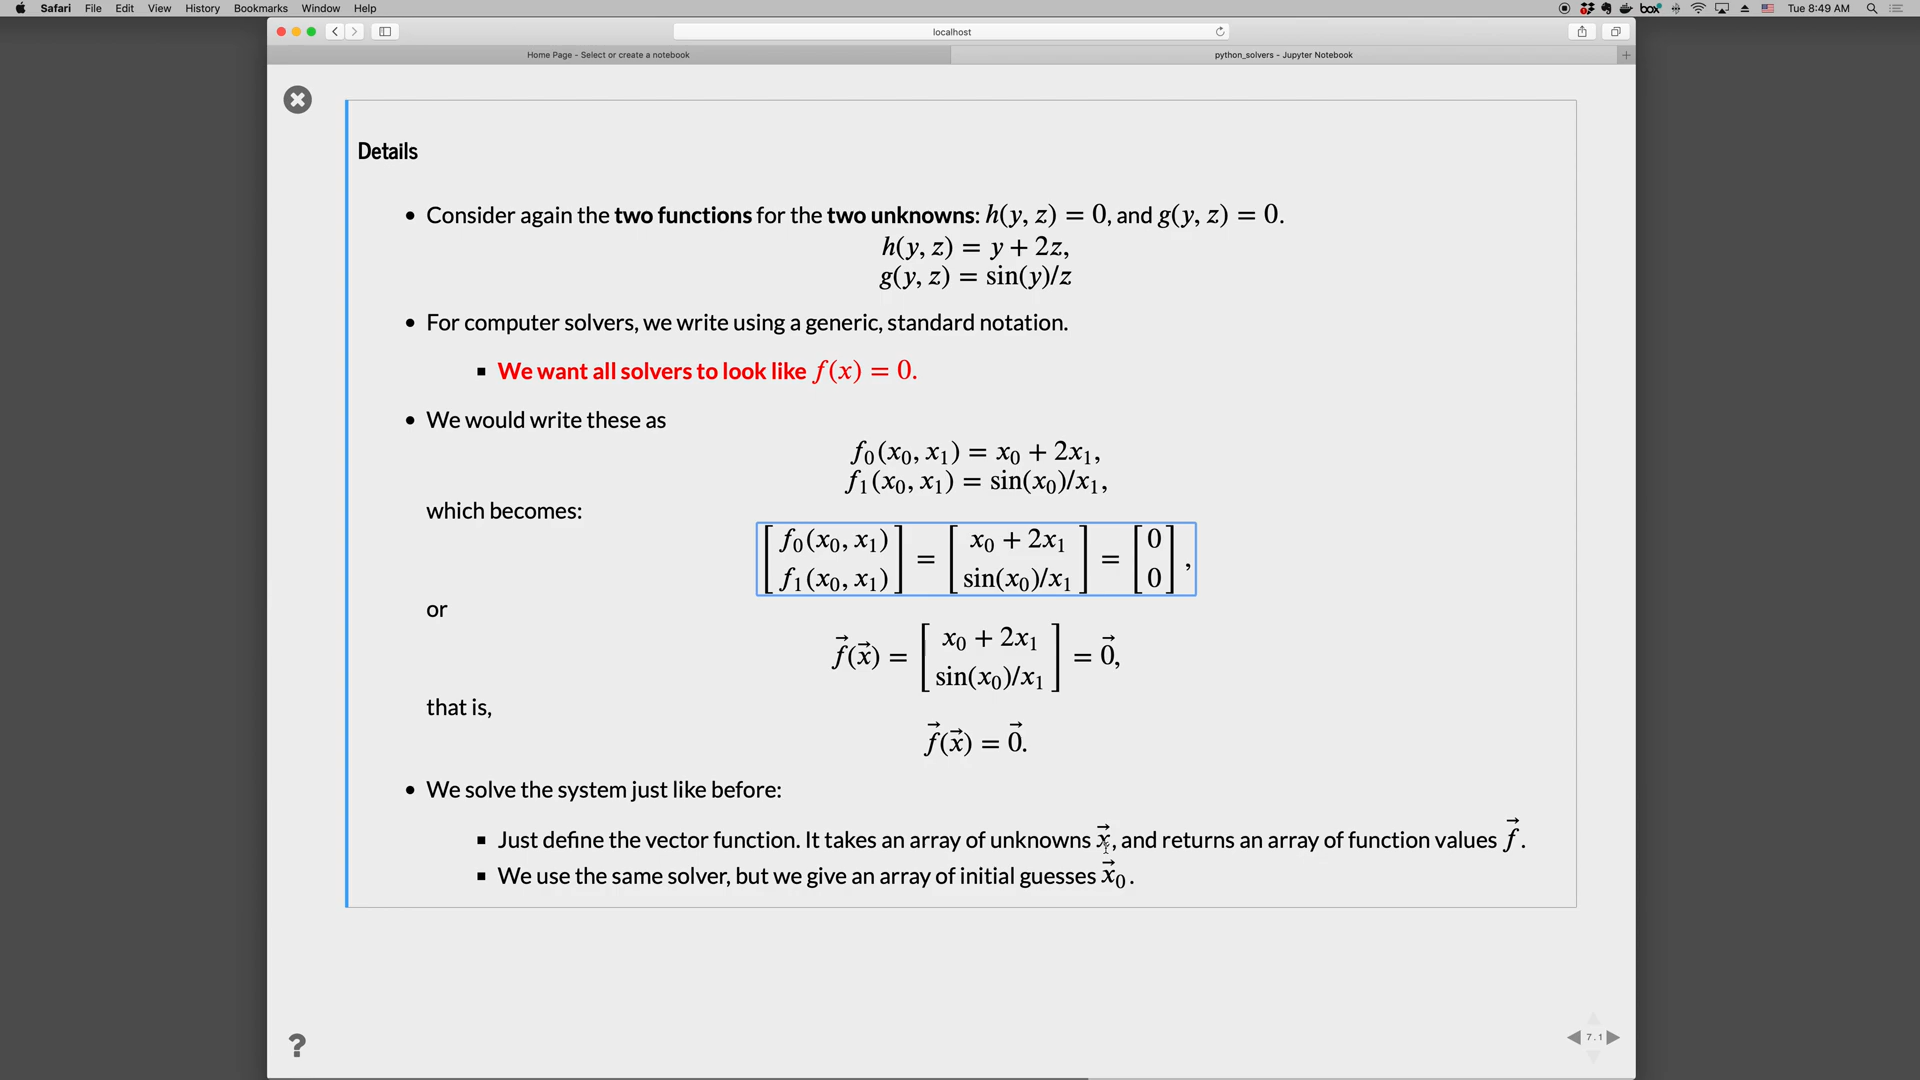 Safari File Edit View History Bookmarks Window Help box Tue 8:49 AM
localhost
Home Page - Select or create a notebook python_solvers - Jupyter Notebook
Details
• Consider again the two functions for the two unknowns: h(y, z) = 0, and g(y, z) = 0.
h(y, z) = y + 2z,
g(y, z) = sin(y)/z
• For computer solvers, we write using a generic, standard notation.
▪ We want all solvers to look like f(x) = 0.
• We would write these as
f₀(x₀, x₁) = x₀ + 2x₁,
f₁(x₀, x₁) = sin(x₀)/x₁,
which becomes:
[f₀(x₀, x₁)] = [x₀ + 2x₁] = [0]
[f₁(x₀, x₁)] [sin(x₀)/x₁] [0] ,
or
f⃗(x⃗) = [x₀ + 2x₁] = 0⃗,
[sin(x₀)/x₁]
that is,
f⃗(x⃗) = 0⃗.
• We solve the system just like before:
▪ Just define the vector function. It takes an array of unknowns x⃗, and returns an array of function values f⃗.
▪ We use the same solver, but we give an array of initial guesses x⃗₀.
? 7.1